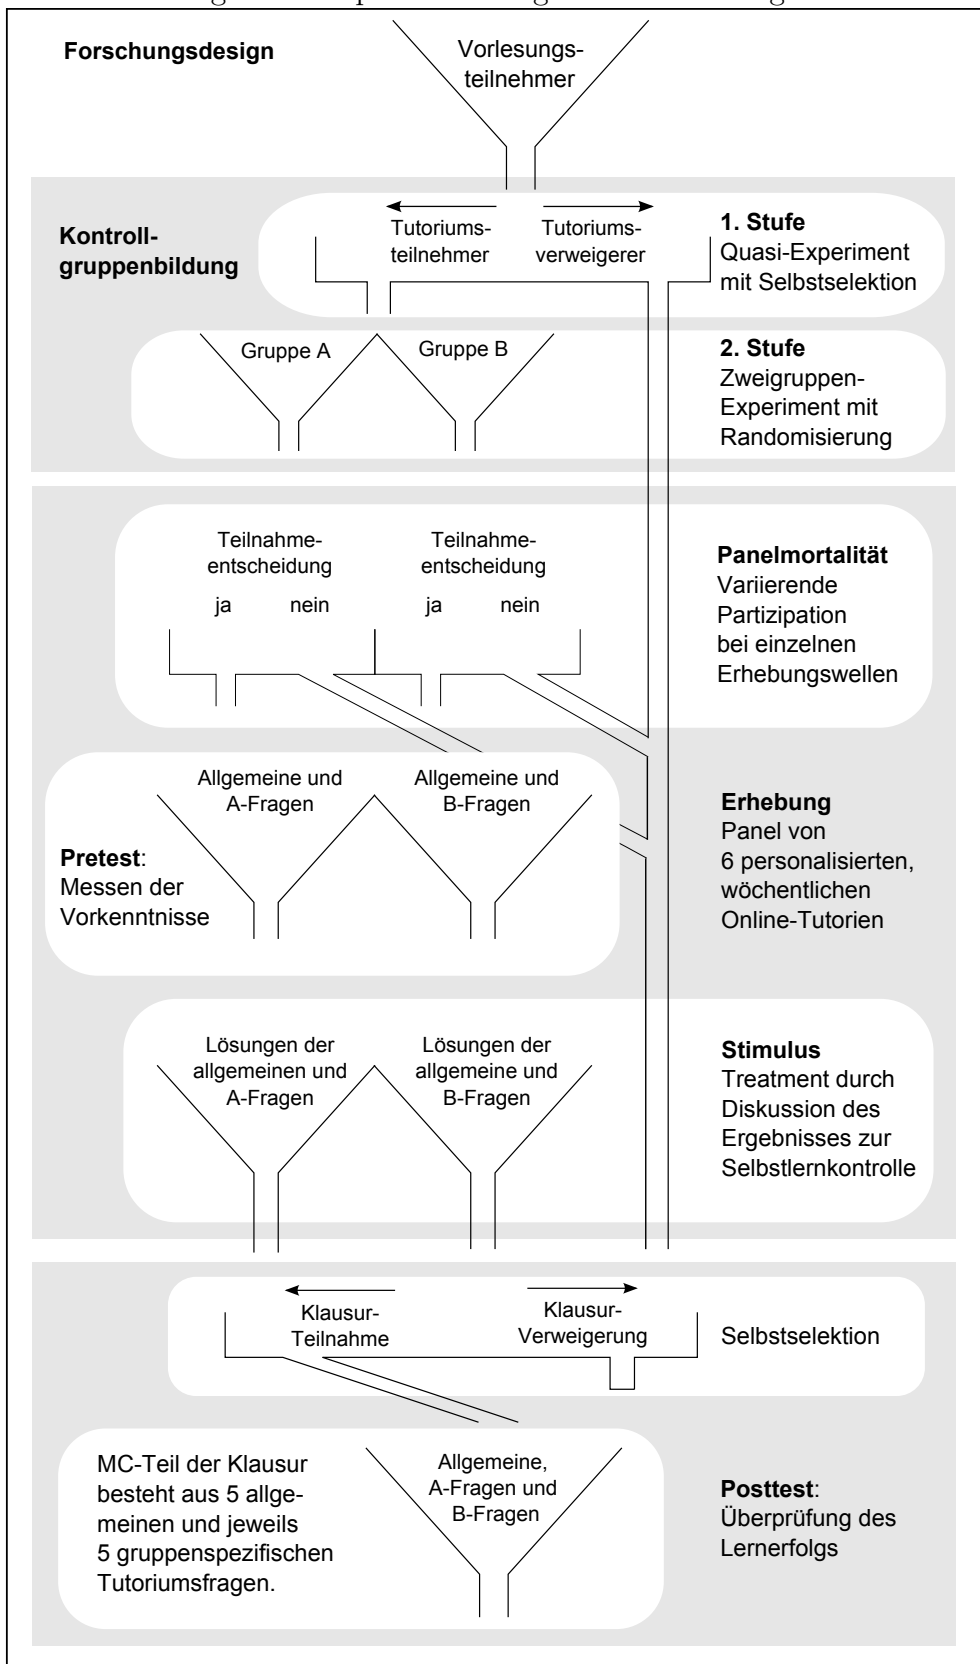 Forschungsdesign
Vorlesungs-
teilnehmer
Kontroll-
gruppenbildung
Tutoriums-
teilnehmer
Tutoriums-
verweigerer
1. Stufe
Quasi-Experiment
mit Selbstselektion
Gruppe A
Gruppe B
2. Stufe
Zweigruppen-
Experiment mit
Randomisierung
Teilnahme-
entscheidung
ja nein
Teilnahme-
entscheidung
ja nein
Panelmortalität
Variierende
Partizipation
bei einzelnen
Erhebungswellen
Pretest:
Messen der
Vorkenntnisse
Allgemeine und
A-Fragen
Allgemeine und
B-Fragen
Erhebung
Panel von
6 personalisierten,
wöchentlichen
Online-Tutorien
Lösungen der
allgemeinen und
A-Fragen
Lösungen der
allgemeine und
B-Fragen
Stimulus
Treatment durch
Diskussion des
Ergebnisses zur
Selbstlernkontrolle
Klausur-
Teilnahme
Klausur-
Verweigerung
Selbstselektion
MC-Teil der Klausur
besteht aus 5 allge-
meinen und jeweils
5 gruppenspezifischen
Tutoriumsfragen.
Allgemeine,
A-Fragen und
B-Fragen
Posttest:
Überprüfung des
Lernerfolgs